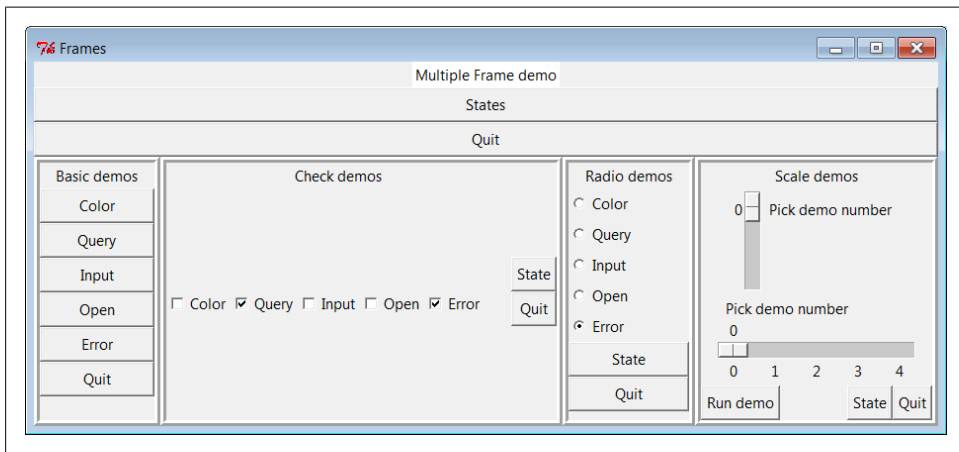 Frames
Multiple Frame demo
States
Quit
Basic demos
Color
Query
Input
Open
Error
Quit
Check demos
Color Query Input Open Error
State
Quit
Radio demos
Color
Query
Input
Open
Error
State
Quit
Scale demos
0 Pick demo number
Pick demo number
0
0 1 2 3 4
Run demo State Quit